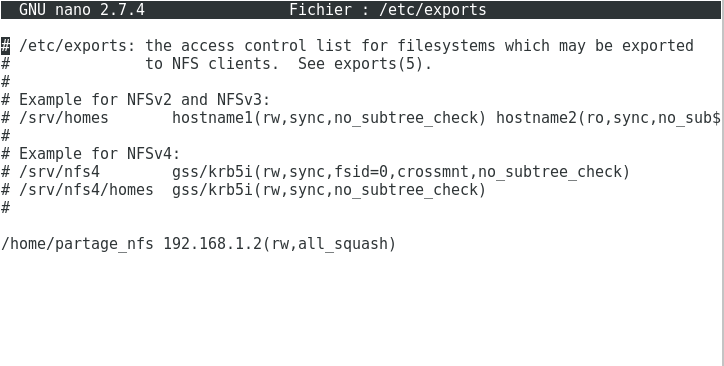 GNU nano 2.7.4 Fichier : /etc/exports
# /etc/exports: the access control list for filesystems which may be exported
# to NFS clients. See exports(5).
#
# Example for NFSv2 and NFSv3:
# /srv/homes hostname1(rw,sync,no_subtree_check) hostname2(ro,sync,no_sub$
#
# Example for NFSv4:
# /srv/nfs4 gss/krb5i(rw,sync,fsid=0,crossmnt,no_subtree_check)
# /srv/nfs4/homes gss/krb5i(rw,sync,no_subtree_check)
#
/home/partage_nfs 192.168.1.2(rw,all_squash)